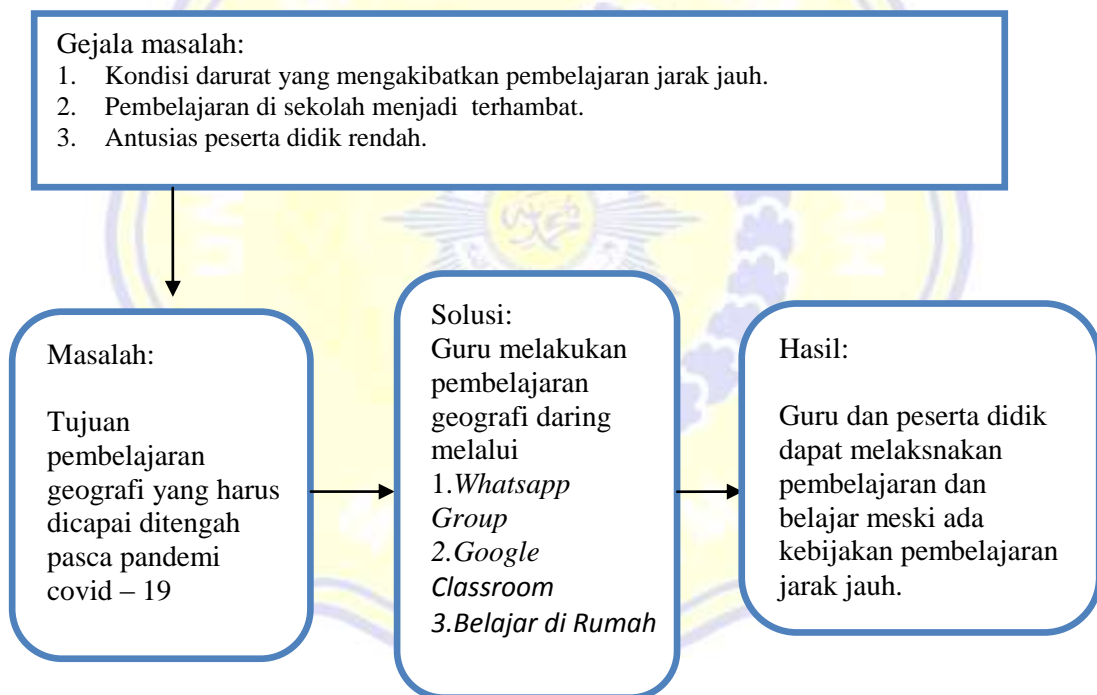 Gejala masalah:
1. Kondisi darurat yang mengakibatkan pembelajaran jarak jauh.
2. Pembelajaran di sekolah menjadi terhambat.
3. Antusias peserta didik rendah.
Masalah:
Tujuan
pembelajaran
geografi yang harus
dicapai ditengah
pasca pandemi
covid – 19
Solusi:
Guru melakukan
pembelajaran
geografi daring
melalui
1.Whatsapp
Group
2.Google
Classroom
3.Belajar di Rumah
Hasil:
Guru dan peserta didik
dapat melaksnakan
pembelajaran dan
belajar meski ada
kebijakan pembelajaran
jarak jauh.